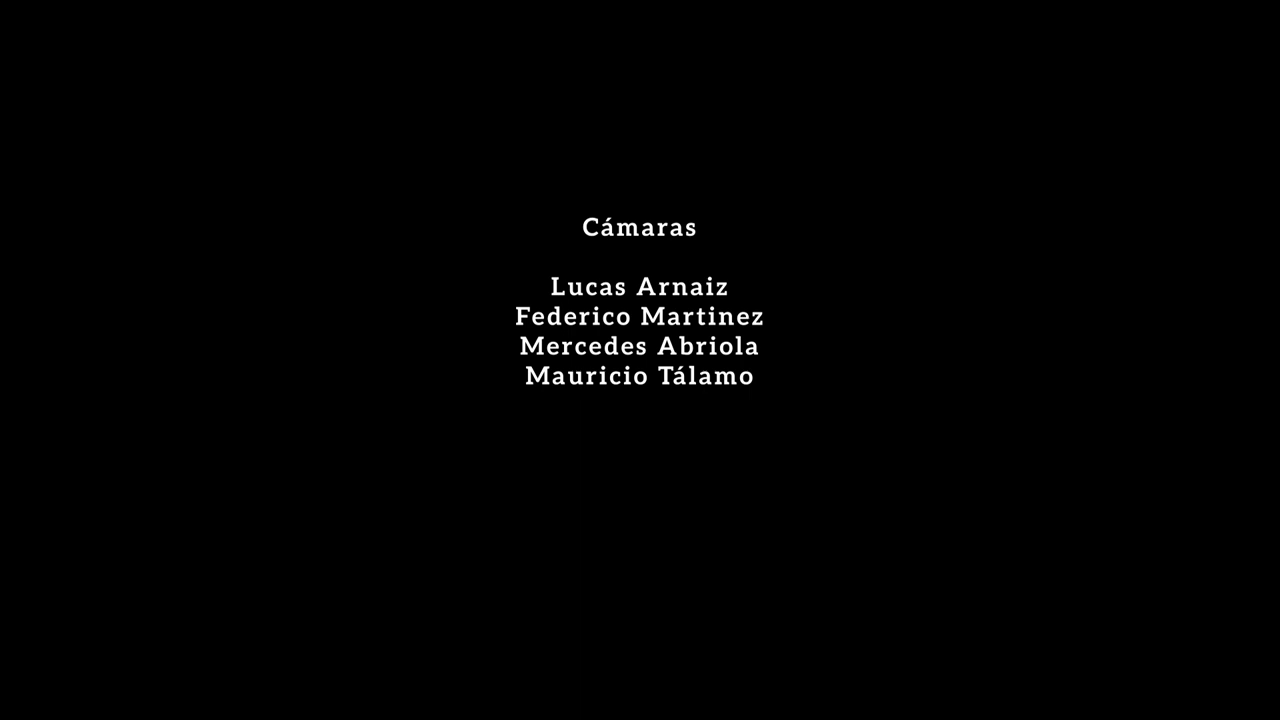 Cámaras
Lucas Arnaiz
Federico Martinez
Mercedes Abriola
Mauricio Tálamo